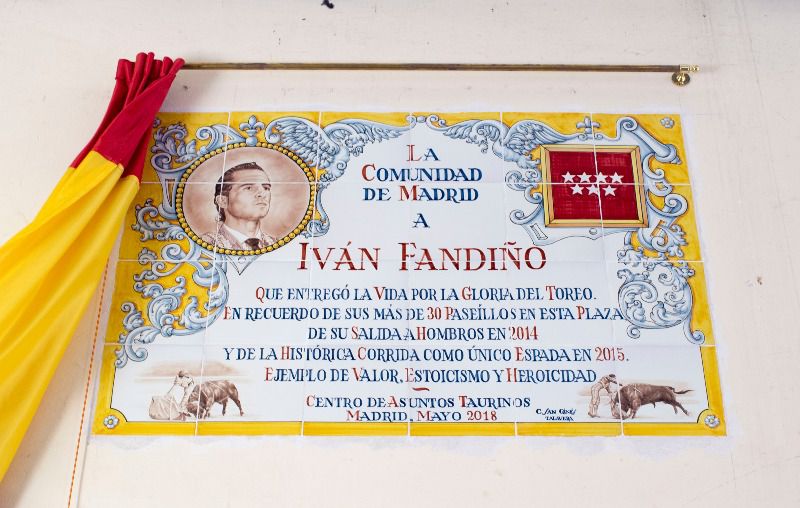 La
Comunidad
de Madrid
a
Iván Fandiño
Que entregó la Vida por la Gloria del Toreo.
En recuerdo de sus más de 30 Paseíllos en esta Plaza
de su Salida a Hombros en 2014
y de la Histórica Corrida como Único Espada en 2015.
Ejemplo de Valor, Estoicismo y Heroicidad
Centro de Asuntos Taurinos
Madrid, Mayo 2018
C. San Ginés
Talavera